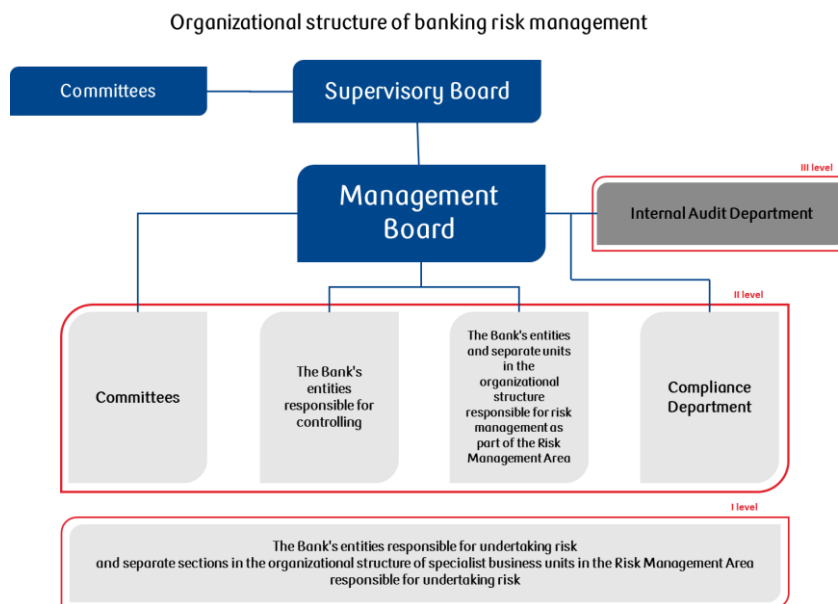 Organizational structure of banking risk management
Committees
Supervisory Board
Management
Board
III level
Internal Audit Department
II level
Committees
The Bank's
entities
responsible for
controlling
The Bank's entities
and separate units
in the
organizational
structure
responsible for risk
management as
part of the Risk
Management Area
Compliance
Department
I level
The Bank's entities responsible for undertaking risk
and separate sections in the organizational structure of specialist business units in the Risk Management Area
responsible for undertaking risk